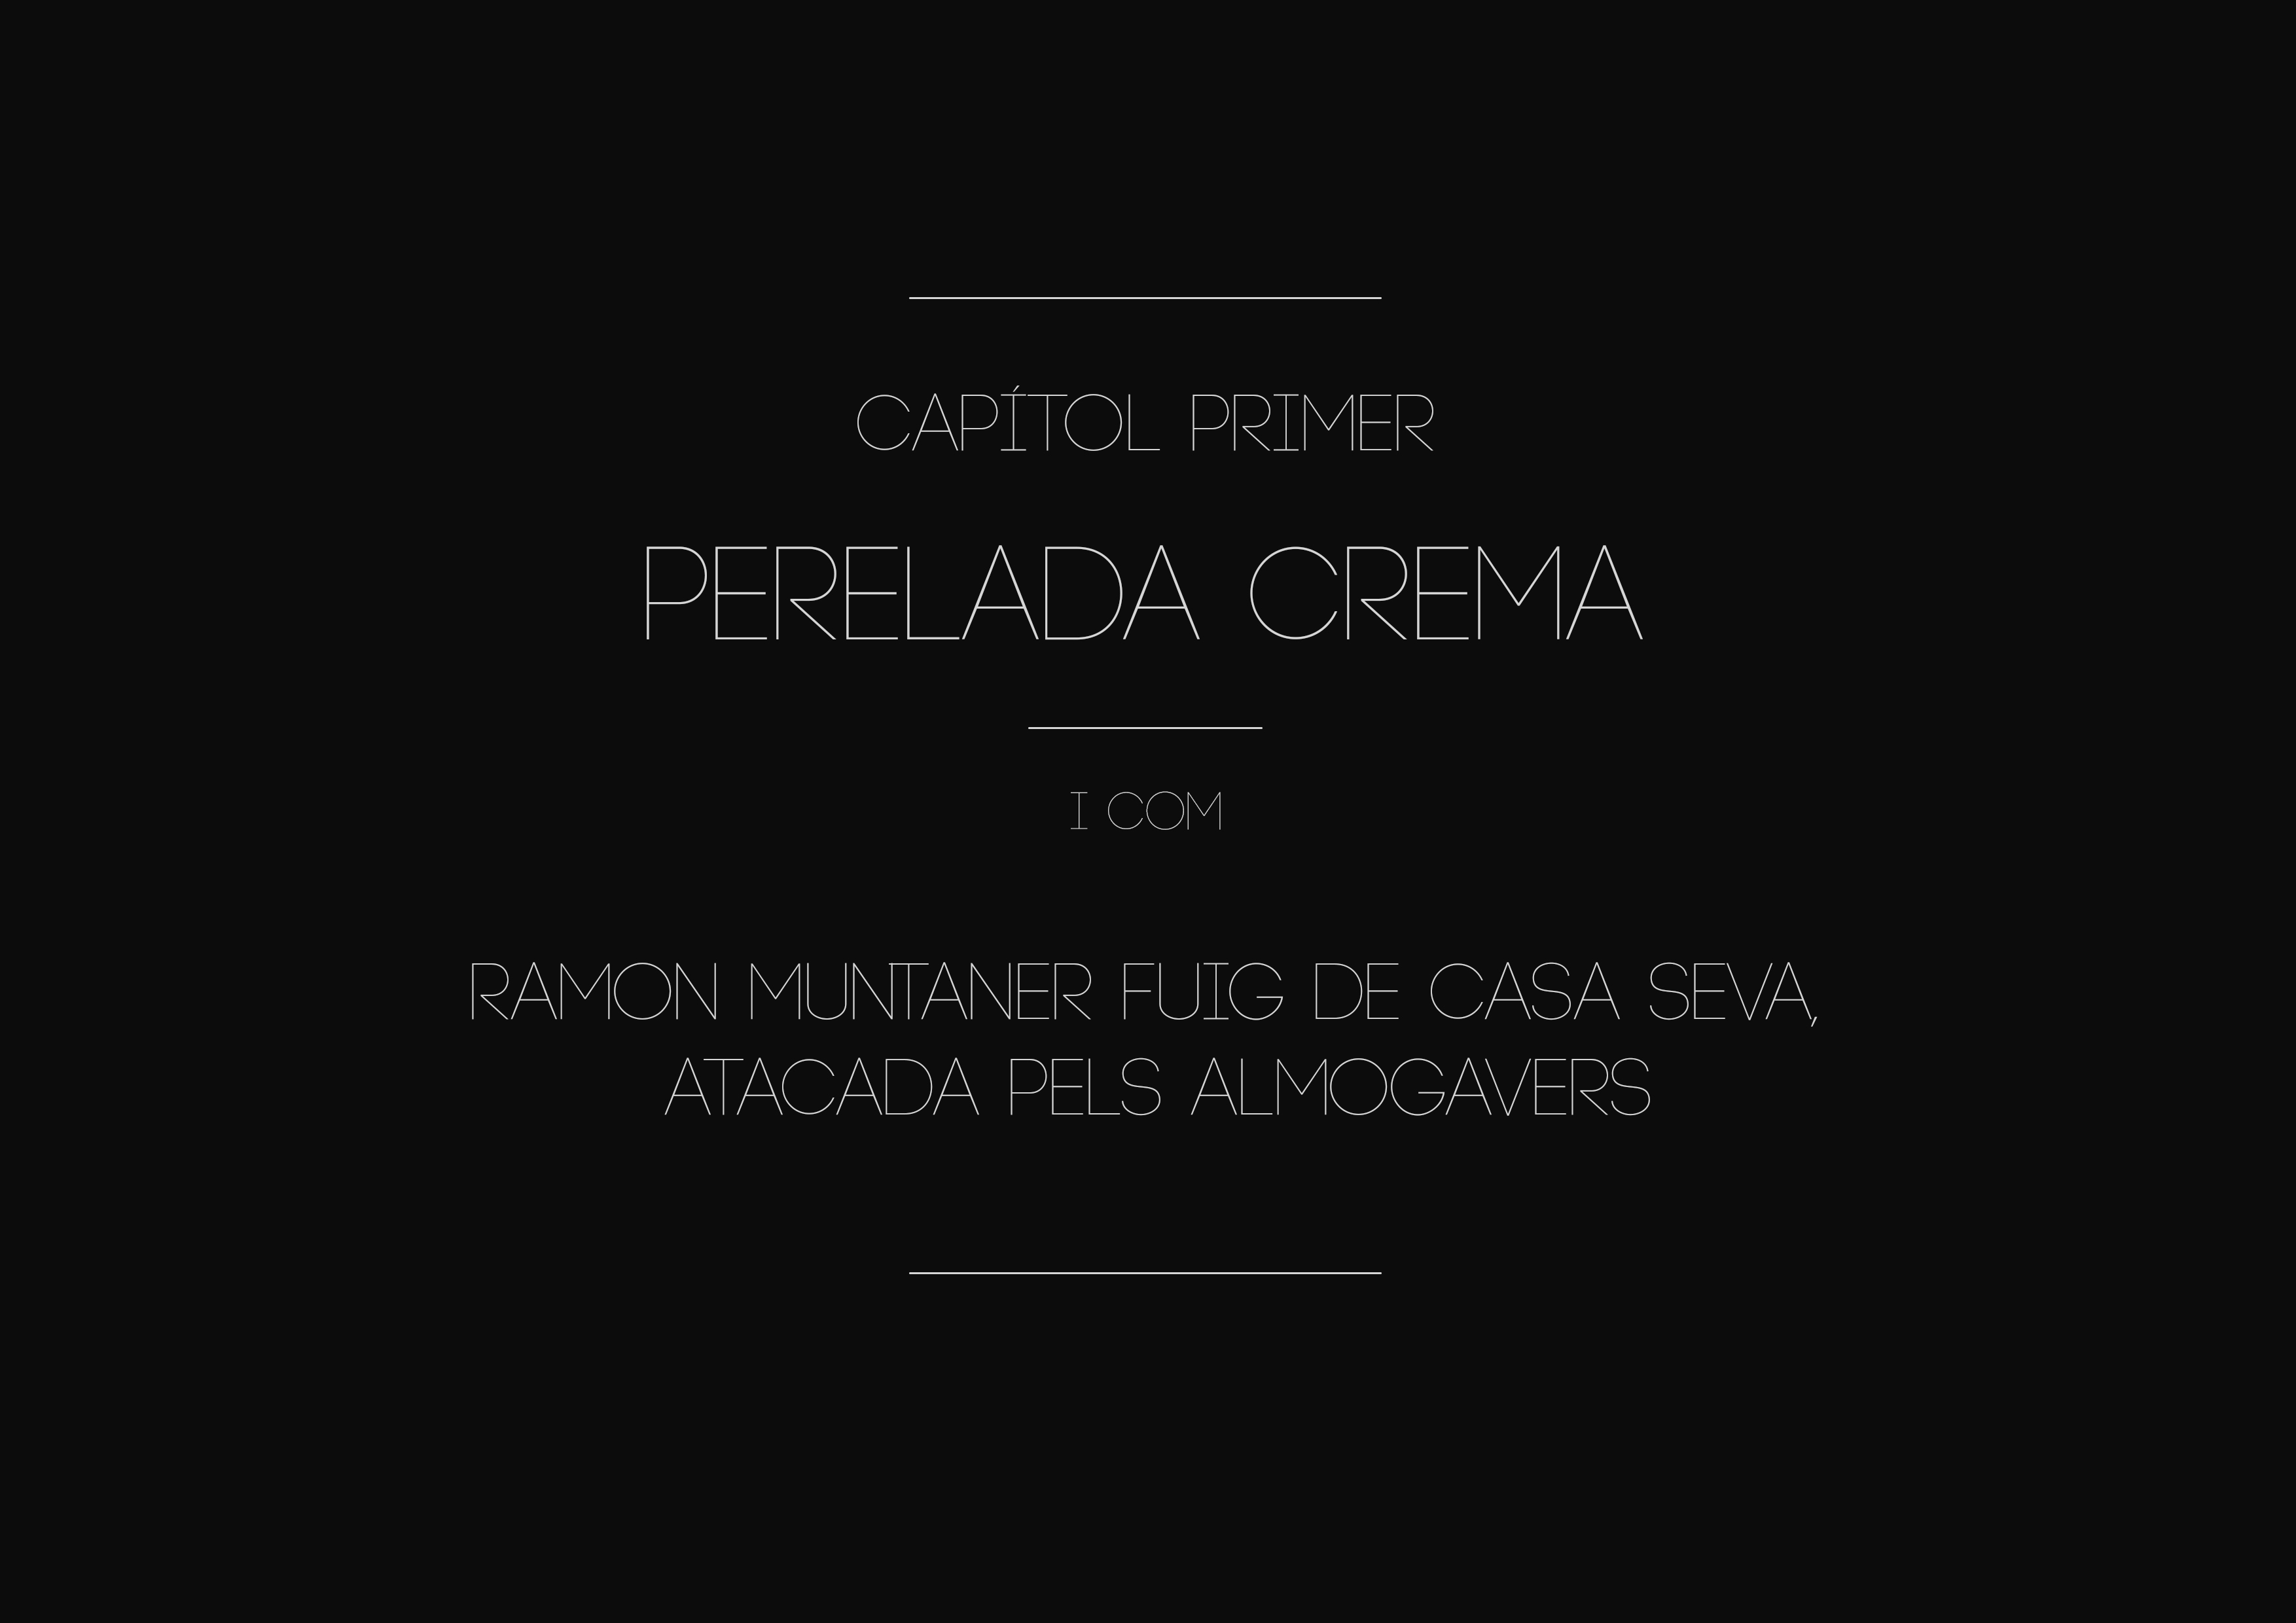 CAPÍTOL PRIMER
PERELADA CREMA
I COM
RAMON MUNTANER FUIG DE CASA SEVA,
ATACADA PELS ALMOGAVERS